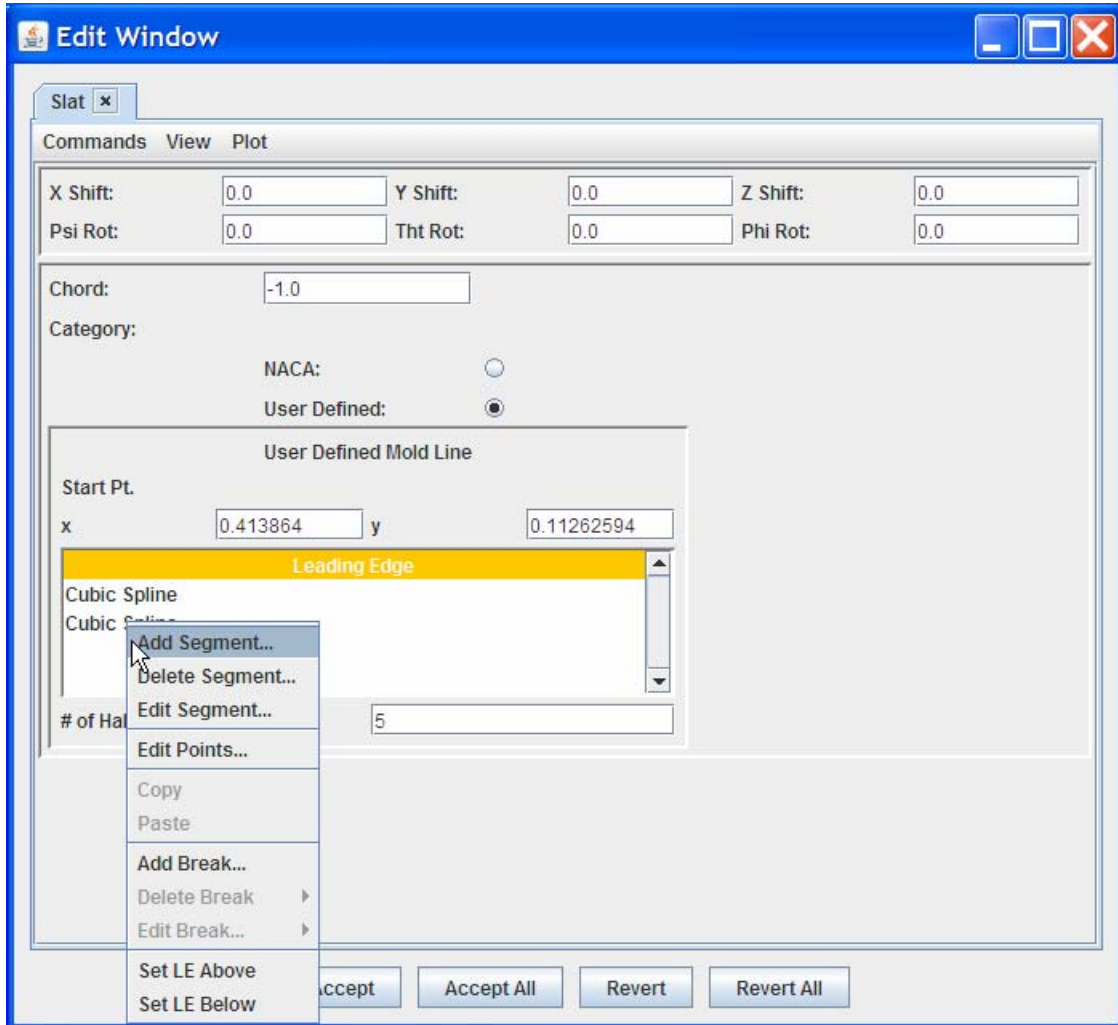 Edit Window
Slat
Commands View Plot
X Shift: 0.0 Y Shift: 0.0 Z Shift: 0.0
Psi Rot: 0.0 Tht Rot: 0.0 Phi Rot: 0.0
Chord: -1.0
Category:
NACA:
User Defined:
User Defined Mold Line
Start Pt.
x 0.413864 y 0.11262594
Leading Edge
Cubic Spline
Cubic Spline
Add Segment...
Delete Segment...
Edit Segment...
# of 5
Edit Points...
Copy
Paste
Add Break...
Delete Break
Edit Break...
Set LE Above
Set LE Below
Accept Accept All Revert Revert All